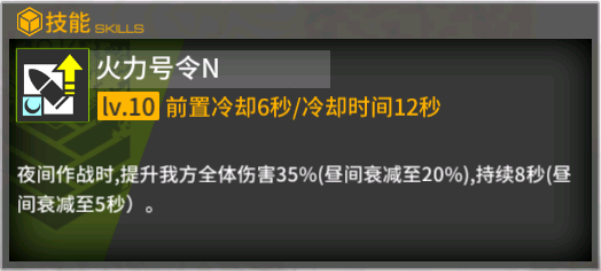 技能 SKILLS
火力号令N
lv.10 前置冷却6秒/冷却时间12秒
夜间作战时,提升我方全体伤害35%(昼间衰减至20%),持续8秒(昼
间衰减至5秒）。